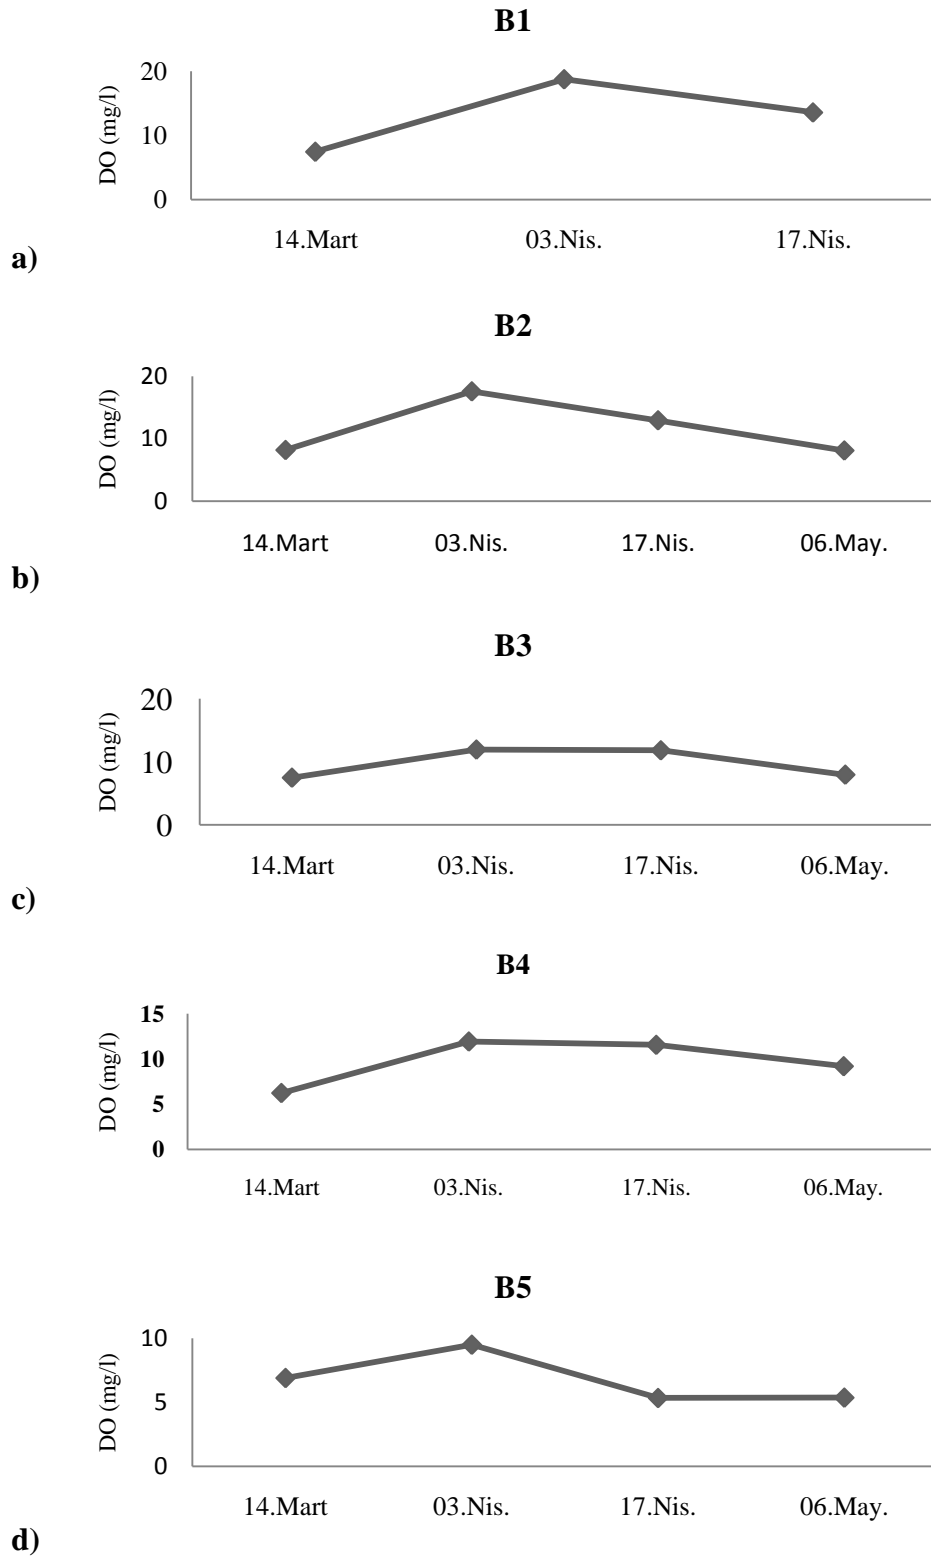 B1
DO (mg/l)
20
10
0
14.Mart 03.Nis. 17.Nis.
a)
B2
DO (mg/l)
20
10
0
14.Mart 03.Nis. 17.Nis. 06.May.
b)
B3
DO (mg/l)
20
10
0
14.Mart 03.Nis. 17.Nis. 06.May.
c)
B4
DO (mg/l)
15
10
5
0
14.Mart 03.Nis. 17.Nis. 06.May.
B5
DO (mg/l)
10
5
0
14.Mart 03.Nis. 17.Nis. 06.May.
d)